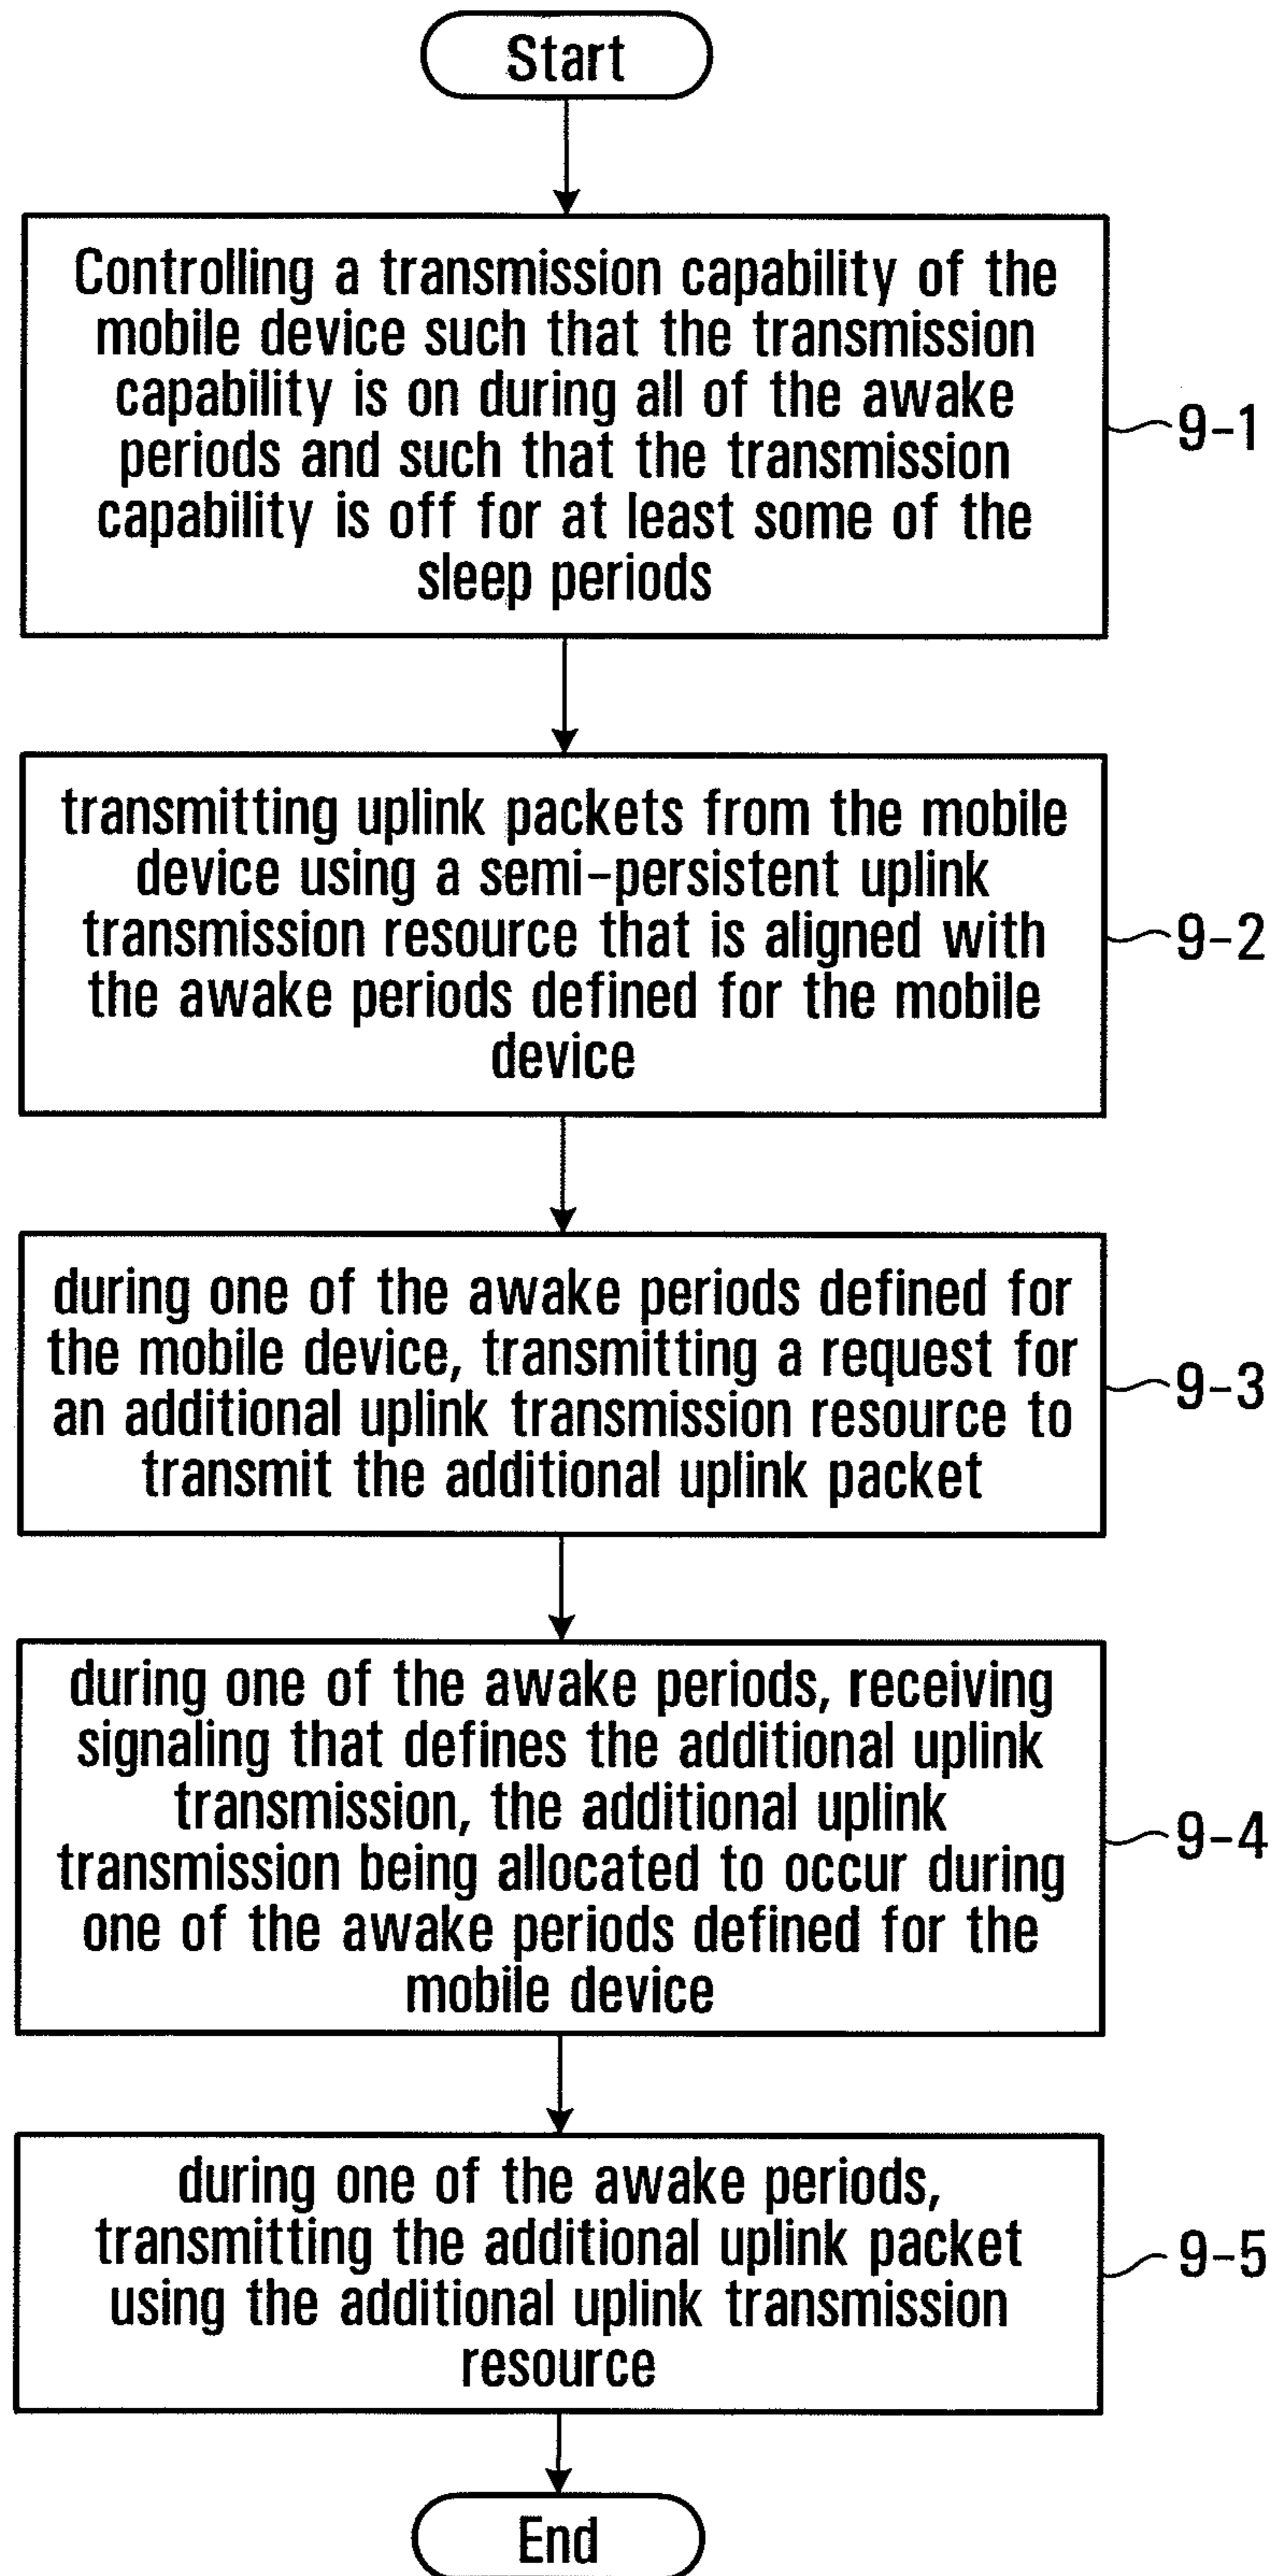 Start
Controlling a transmission capability of the
mobile device such that the transmission
capability is on during all of the awake
periods and such that the transmission
capability is off for at least some of the
sleep periods
9-1
transmitting uplink packets from the mobile
device using a semi-persistent uplink
transmission resource that is aligned with
the awake periods defined for the mobile
device
9-2
during one of the awake periods defined for
the mobile device, transmitting a request for
an additional uplink transmission resource to
transmit the additional uplink packet
9-3
during one of the awake periods, receiving
signaling that defines the additional uplink
transmission, the additional uplink
transmission being allocated to occur during
one of the awake periods defined for the
mobile device
9-4
during one of the awake periods,
transmitting the additional uplink packet
using the additional uplink transmission
resource
9-5
End